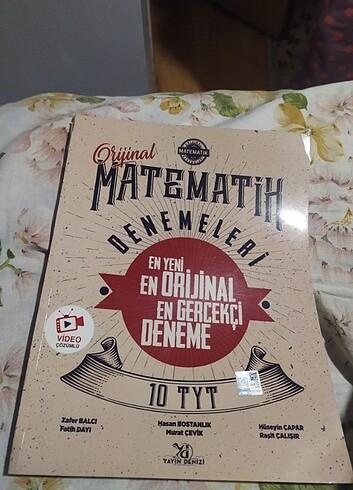 Orijinal
MATEMATİK
MATEMATİK
DENEMELERİ
EN YENİ
EN ORİJİNAL
EN GERÇEKÇİ
DENEME
VİDEO
ÇÖZÜMLÜ
10 TYT
Zafer BALCI
Fatih DAYI
Hasan BOSTANLIK
Murat ÇEVİK
Hüseyin ÇAPAR
Raşit ÇALIŞIR
YAYIN DENİZİ